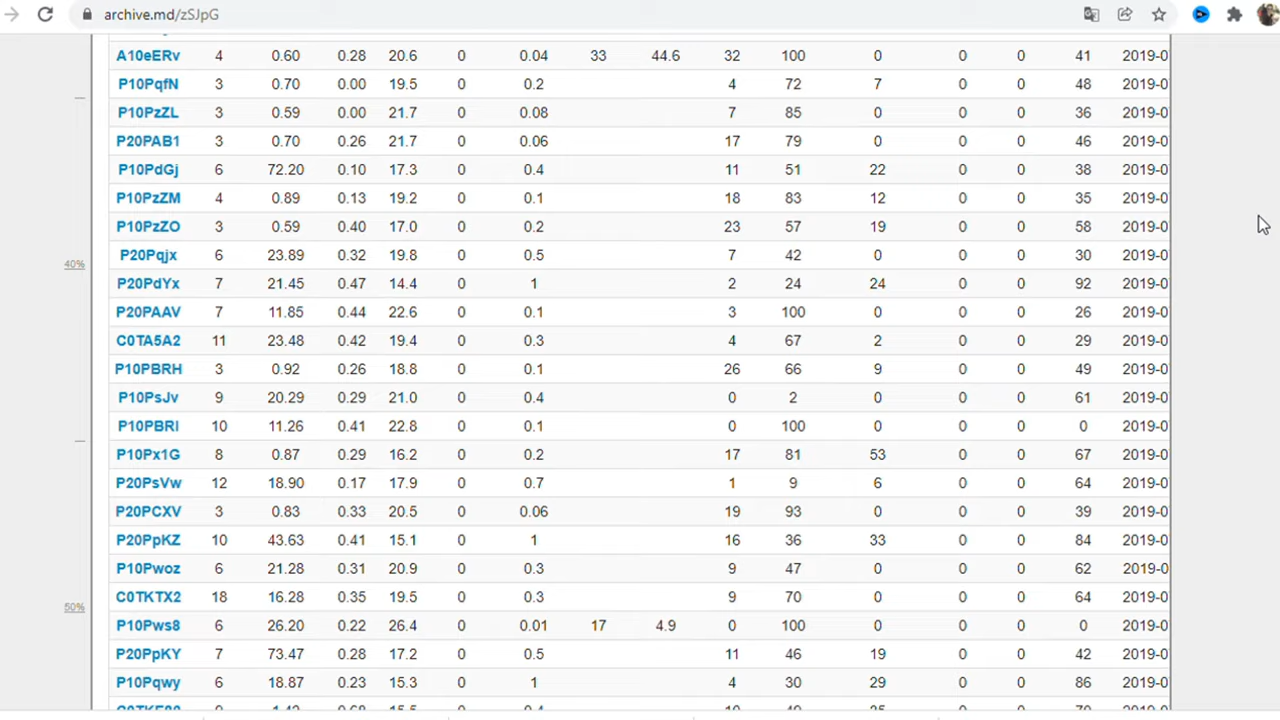 archive.md/zSJpG
A10eERv 4 0.60 0.28 20.6 0 0.04 33 44.6 32 100 0 0 41 2019-0
P10PqfN 3 0.70 0.00 19.5 0 0.2 4 72 7 0 0 48 2019-0
P10PzZL 3 0.59 0.00 21.7 0 0.08 7 85 0 0 0 36 2019-0
P20PAB1 3 0.70 0.26 21.7 0 0.06 17 79 0 0 0 46 2019-0
P10PdGj 6 72.20 0.10 17.3 0 0.4 11 51 22 0 0 38 2019-0
P10PzZM 4 0.89 0.13 19.2 0 0.1 18 83 12 0 0 35 2019-0
P10PzZO 3 0.59 0.40 17.0 0 0.2 23 57 19 0 0 58 2019-0
40% P20Pqjx 6 23.89 0.32 19.8 0 0.5 7 42 0 0 0 30 2019-0
P20PdYx 7 21.45 0.47 14.4 0 1 2 24 24 0 0 92 2019-0
P20PAAV 7 11.85 0.44 22.6 0 0.1 3 100 0 0 0 26 2019-0
C0TA5A2 11 23.48 0.42 19.4 0 0.3 4 67 2 0 0 29 2019-0
P10PBRH 3 0.92 0.26 18.8 0 0.1 26 66 9 0 0 49 2019-0
P10PsJv 9 20.29 0.29 21.0 0 0.4 0 2 0 0 0 61 2019-0
P10PBRI 10 11.26 0.41 22.8 0 0.1 0 100 0 0 0 0 2019-0
P10Px1G 8 0.87 0.29 16.2 0 0.2 17 81 53 0 0 67 2019-0
P20PsVw 12 18.90 0.17 17.9 0 0.7 1 9 6 0 0 64 2019-0
P20PCXV 3 0.83 0.33 20.5 0 0.06 19 93 0 0 0 39 2019-0
P20PpKZ 10 43.63 0.41 15.1 0 1 16 36 33 0 0 84 2019-0
P10Pwoz 6 21.28 0.31 20.9 0 0.3 9 47 0 0 0 62 2019-0
50% C0TKTX2 18 16.28 0.35 19.5 0 0.3 9 70 0 0 0 64 2019-0
P10Pws8 6 26.20 0.22 26.4 0 0.01 17 4.9 0 100 0 0 0 0 2019-0
P20PpKY 7 73.47 0.28 17.2 0 0.5 11 46 19 0 0 42 2019-0
P10Pqwy 6 18.87 0.23 15.3 0 1 4 30 29 0 0 86 2019-0